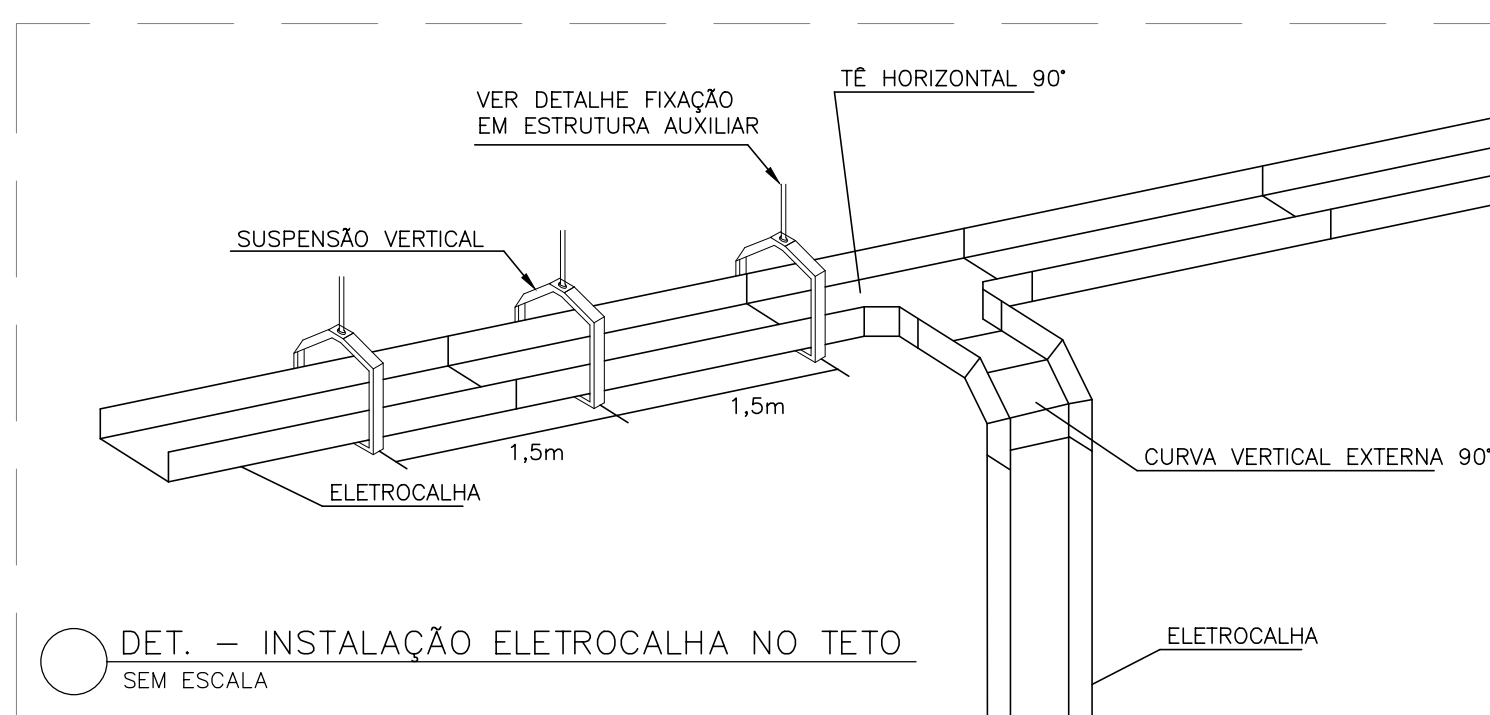 TÊ HORIZONTAL 90°
VER DETALHE FIXAÇÃO
EM ESTRUTURA AUXILIAR
SUSPENSÃO VERTICAL
1,5m
1,5m
CURVA VERTICAL EXTERNA 90°
ELETROCALHA
DET. – INSTALAÇÃO ELETROCALHA NO TETO
SEM ESCALA
ELETROCALHA